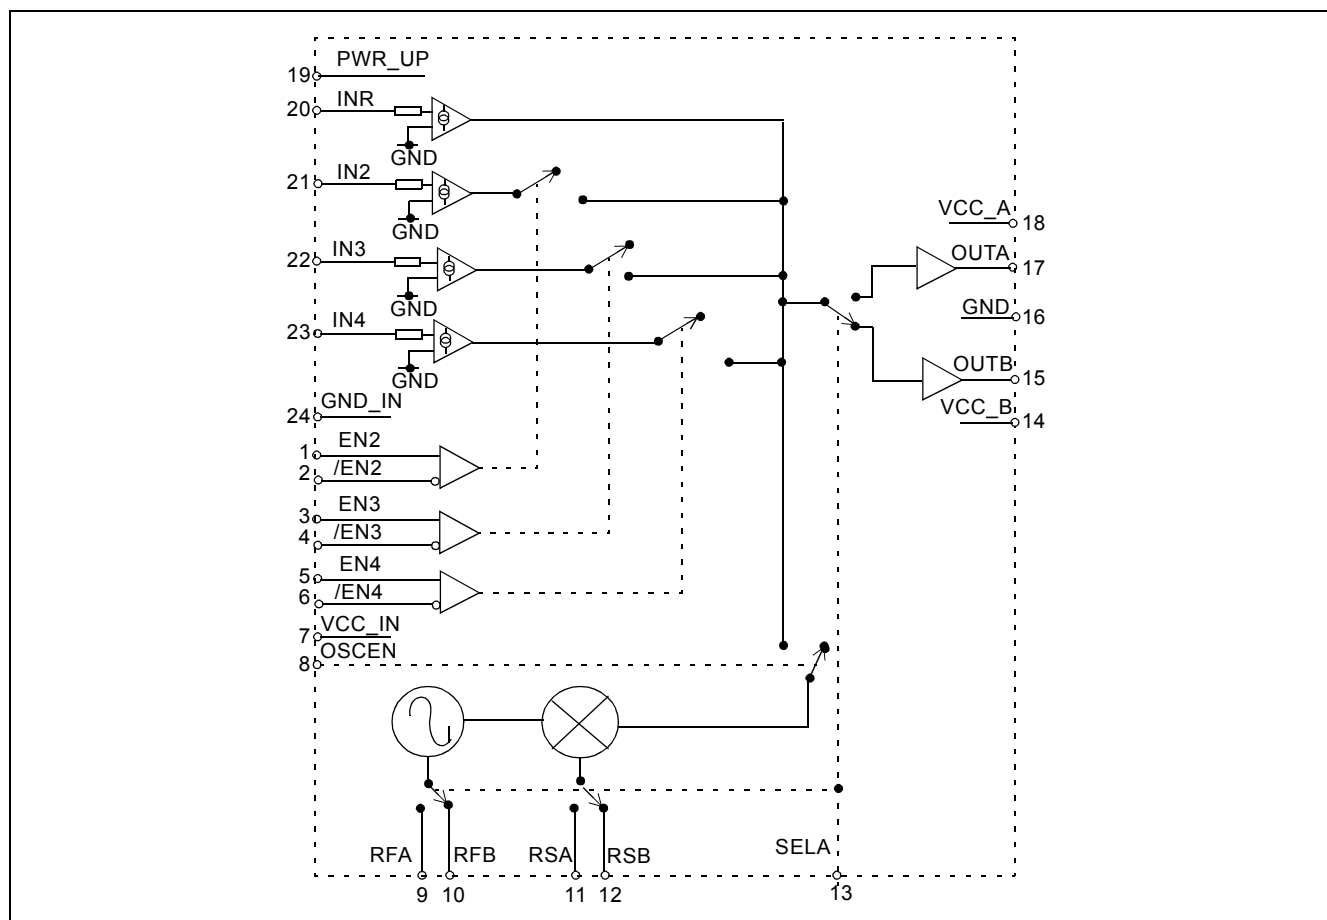 PWR_UP
19
20 INR
GND
21 IN2
GND
22 IN3
GND
23 IN4
GND
GND_IN
24
EN2
1
2 /EN2
EN3
3
4 /EN3
EN4
5
6 /EN4
7 VCC_IN
8 OSCEN
VCC_A
18
OUTA
17
GND
16
OUTB
15
VCC_B
14
RFA RFB RSA RSB SELA
9 10 11 12 13